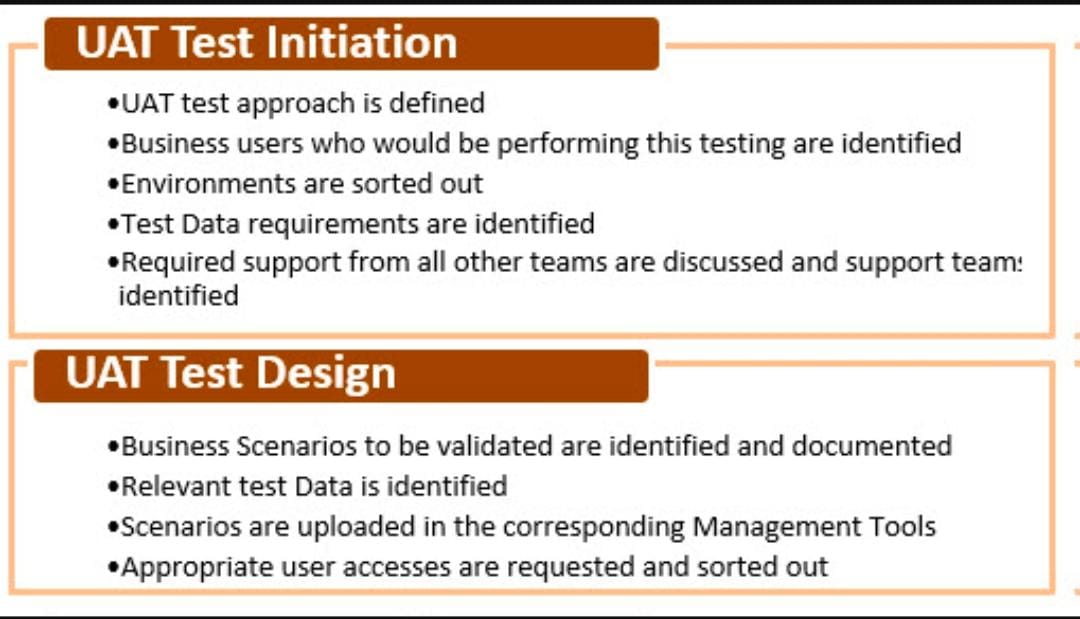 UAT Test Initiation
•UAT test approach is defined
•Business users who would be performing this testing are identified
•Environments are sorted out
•Test Data requirements are identified
•Required support from all other teams are discussed and support teams
identified
UAT Test Design
•Business Scenarios to be validated are identified and documented
•Relevant test Data is identified
•Scenarios are uploaded in the corresponding Management Tools
•Appropriate user accesses are requested and sorted out